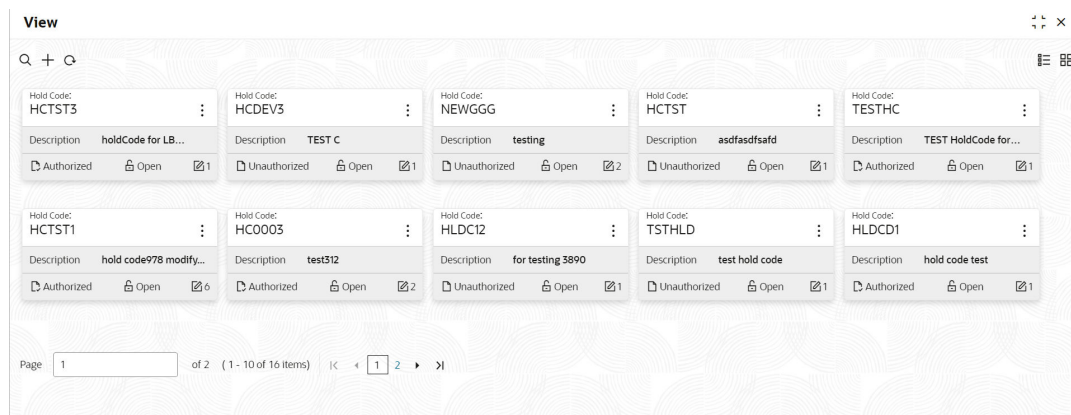 View
Hold Code:
HCTST3
Description holdCode for LB...
Authorized Open 1
Hold Code:
HCDEV3
Description TEST C
Unauthorized Open 1
Hold Code:
NEWGGG
Description testing
Unauthorized Open 2
Hold Code:
HCTST
Description asdfasdfsafd
Unauthorized Open 1
Hold Code:
TESTHC
Description TEST HoldCode for...
Authorized Open 1
Hold Code:
HCTST1
Description hold code978 modify...
Authorized Open 6
Hold Code:
HC0003
Description test312
Authorized Open 2
Hold Code:
HLDC12
Description for testing 3890
Unauthorized Open 1
Hold Code:
TSTHLD
Description test hold code
Unauthorized Open 1
Hold Code:
HLDCD1
Description hold code test
Authorized Open 1
Page 1 of 2 ( 1 - 10 of 16 items) 1 2